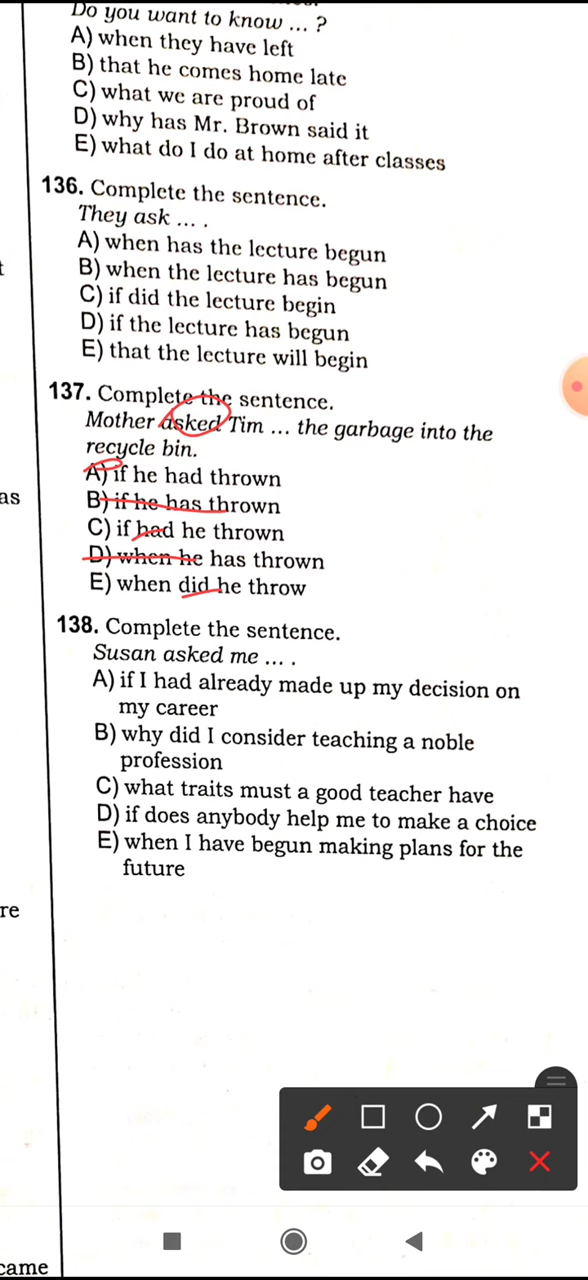 Do you want to know ... ?
A) when they have left
B) that he comes home late
C) what we are proud of
D) why has Mr. Brown said it
E) what do I do at home after classes
136. Complete the sentence.
They ask ... .
A) when has the lecture begun
B) when the lecture has begun
C) if did the lecture begin
D) if the lecture has begun
E) that the lecture will begin
137. Complete the sentence.
Mother asked Tim ... the garbage into the
recycle bin.
A) if he had thrown
B) if he has thrown
C) if had he thrown
D) when he has thrown
E) when did he throw
138. Complete the sentence.
Susan asked me ... .
A) if I had already made up my decision on
my career
B) why did I consider teaching a noble
profession
C) what traits must a good teacher have
D) if does anybody help me to make a choice
E) when I have begun making plans for the
future
as
re
came